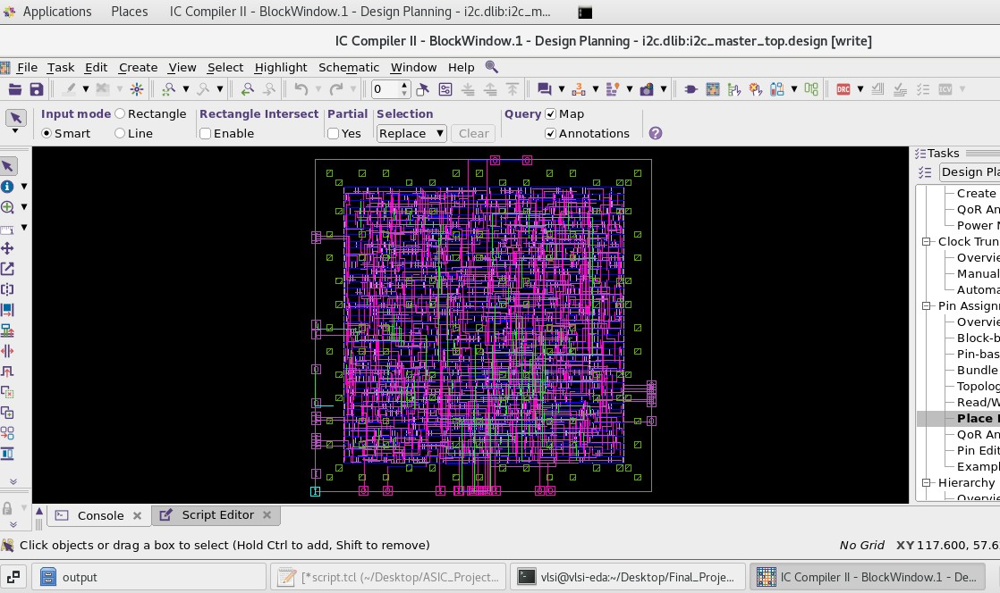 Applications Places IC Compiler II - BlockWindow.1 - Design Planning - i2c.dlib:i2c_m...
IC Compiler II - BlockWindow.1 - Design Planning - i2c.dlib:i2c_master_top.design [write]
File Task Edit Create View Select Highlight Schematic Window Help
0 DRC ICV
Input mode Rectangle Rectangle Intersect Partial Selection Query Map
Smart Line Enable Yes Replace Clear Annotations
Tasks
Design Pla
Create
QoR An
Power N
Clock Trun
Overvie
Manual
Automa
Pin Assignm
Overvie
Block-b
Pin-bas
Bundle
Topolog
Read/W
Place
QoR An
Pin Edit
Exampl
Hierarchy
Overvie
Console Script Editor
Click objects or drag a box to select (Hold Ctrl to add, Shift to remove) No Grid XY 117.600, 57.6
output [*script.tcl (~/Desktop/ASIC_Project... vlsi@vlsi-eda:~/Desktop/Final_Proje... IC Compiler II - BlockWindow.1 - De...